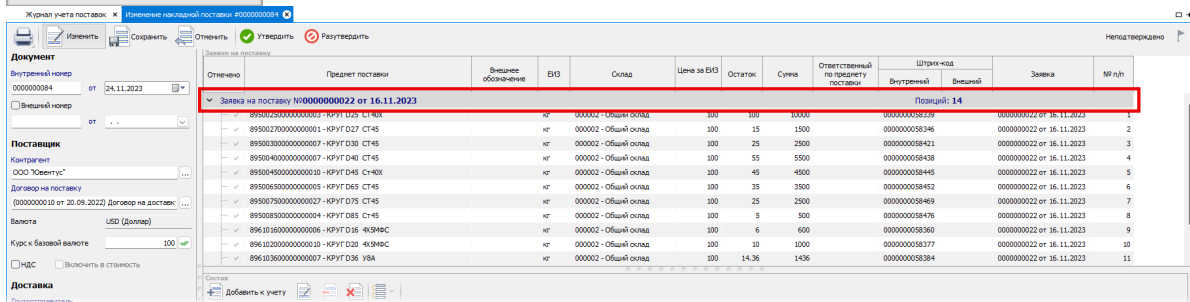 Журнал учета поставок × Изменение накладной поставки #0000000084
Изменить Сохранить Отменить Утвердить Разутвердить Неподтверждено
Документ
Внутренний номер
0000000084 от 24.11.2023
Внешний номер
от . .
Поставщик
Контрагент
ООО "Ювентус" ...
Договор на поставку
(0000000010 от 20.09.2022) Договор на доставк ...
Валюта USD (Доллар)
Курс к базовой валюте 100
НДС Включить в стоимость
Доставка
Грузоотправитель
Заявки на поставку
Отмечено Предмет поставки Внешнее обозначение ЕИЗ Склад Цена за ЕИЗ Остаток Сумма Ответственный по предмету поставки Штрих-код Внутренний Внешний Заявка № п/п
Заявка на поставку №0000000022 от 16.11.2023 Позиций: 14
895002500000003 - КРУГ D25 СТ40Х кг 000002 - Общий склад 100 100 10000 0000000058339 0000000022 от 16.11.2023 1
895002700000001 - КРУГ D27 СТ45 кг 000002 - Общий склад 100 15 1500 0000000058346 0000000022 от 16.11.2023 2
895003000000007 - КРУГ D30 СТ45 кг 000002 - Общий склад 100 25 2500 0000000058421 0000000022 от 16.11.2023 3
895004000000007 - КРУГ D40 СТ45 кг 000002 - Общий склад 100 55 5500 0000000058438 0000000022 от 16.11.2023 4
895004500000010 - КРУГ D45 Ст40Х кг 000002 - Общий склад 100 45 4500 0000000058445 0000000022 от 16.11.2023 5
895006500000005 - КРУГ D65 СТ45 кг 000002 - Общий склад 100 35 3500 0000000058452 0000000022 от 16.11.2023 6
895007500000027 - КРУГ D75 СТ45 кг 000002 - Общий склад 100 25 2500 0000000058469 0000000022 от 16.11.2023 7
895008500000004 - КРУГ D85 Ст45 кг 000002 - Общий склад 100 5 500 0000000058476 0000000022 от 16.11.2023 8
896101600000006 - КРУГ D16 4Х5МФС кг 000002 - Общий склад 100 6 600 0000000058360 0000000022 от 16.11.2023 9
896102000000010 - КРУГ D20 4Х5МФС кг 000002 - Общий склад 100 10 1000 0000000058377 0000000022 от 16.11.2023 10
896103600000007 - КРУГ D36 У8А кг 000002 - Общий склад 100 14.36 1436 0000000058384 0000000022 от 16.11.2023 11
Состав
Добавить к учету